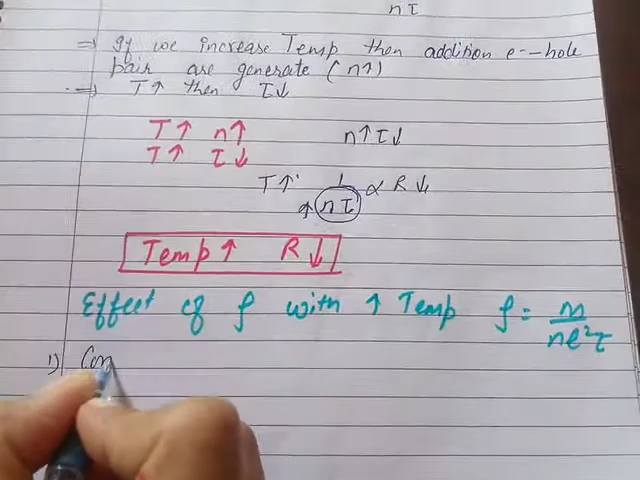 nτ
⇒ If we increase Temp then addition e–-hole
pair are generate (n↑)
→ T↑ then τ↓
T↑ n↑ n↑ τ↓
T↑ τ↓
T↑ 1/nτ ∝ R↓
Temp↑ R↓
Effect of ρ with ↑ Temp ρ = m/ne²τ
1) Con